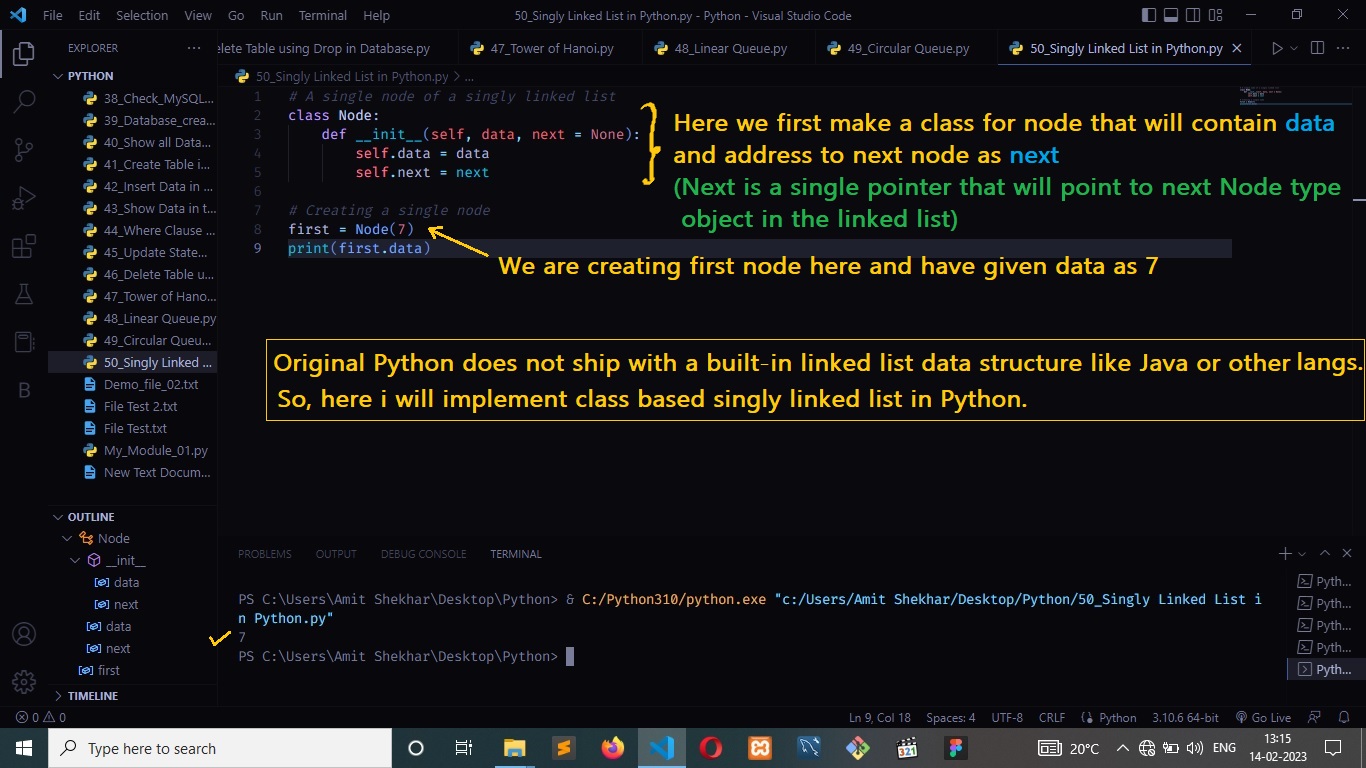 File Edit Selection View Go Run Terminal Help 50_Singly Linked List in Python.py - Python - Visual Studio Code
EXPLORER ···
elete Table using Drop in Database.py 47_Tower of Hanoi.py 48_Linear Queue.py 49_Circular Queue.py 50_Singly Linked List in Python.py
PYTHON
38_Check_MySQL...
39_Database_crea...
40_Show all Data...
41_Create Table i...
42_Insert Data in ...
43_Show Data in t...
44_Where Clause ...
45_Update State...
46_Delete Table u...
47_Tower of Hano...
48_Linear Queue.py
49_Circular Queu...
50_Singly Linked ...
Demo_file_02.txt
File Test 2.txt
File Test.txt
My_Module_01.py
New Text Docum...
OUTLINE
Node
__init__
data
next
data
next
first
TIMELINE
50_Singly Linked List in Python.py > ...
1 # A single node of a singly linked list
2 class Node:
3     def __init__(self, data, next = None):
4         self.data = data
5         self.next = next
6
7 # Creating a single node
8 first = Node(7)
9 print(first.data)
Here we first make a class for node that will contain data
and address to next node as next
(Next is a single pointer that will point to next Node type
object in the linked list)
We are creating first node here and have given data as 7
Original Python does not ship with a built-in linked list data structure like Java or other langs.
So, here i will implement class based singly linked list in Python.
PROBLEMS OUTPUT DEBUG CONSOLE TERMINAL
PS C:\Users\Amit Shekhar\Desktop\Python> & C:/Python310/python.exe "c:/Users/Amit Shekhar/Desktop/Python/50_Singly Linked List i
n Python.py"
7
PS C:\Users\Amit Shekhar\Desktop\Python>
Pyth...
Pyth...
Pyth...
Pyth...
Pyth...
0 0 Ln 9, Col 18 Spaces: 4 UTF-8 CRLF Python 3.10.6 64-bit Go Live
Type here to search
321
20°C ENG 13:15
14-02-2023